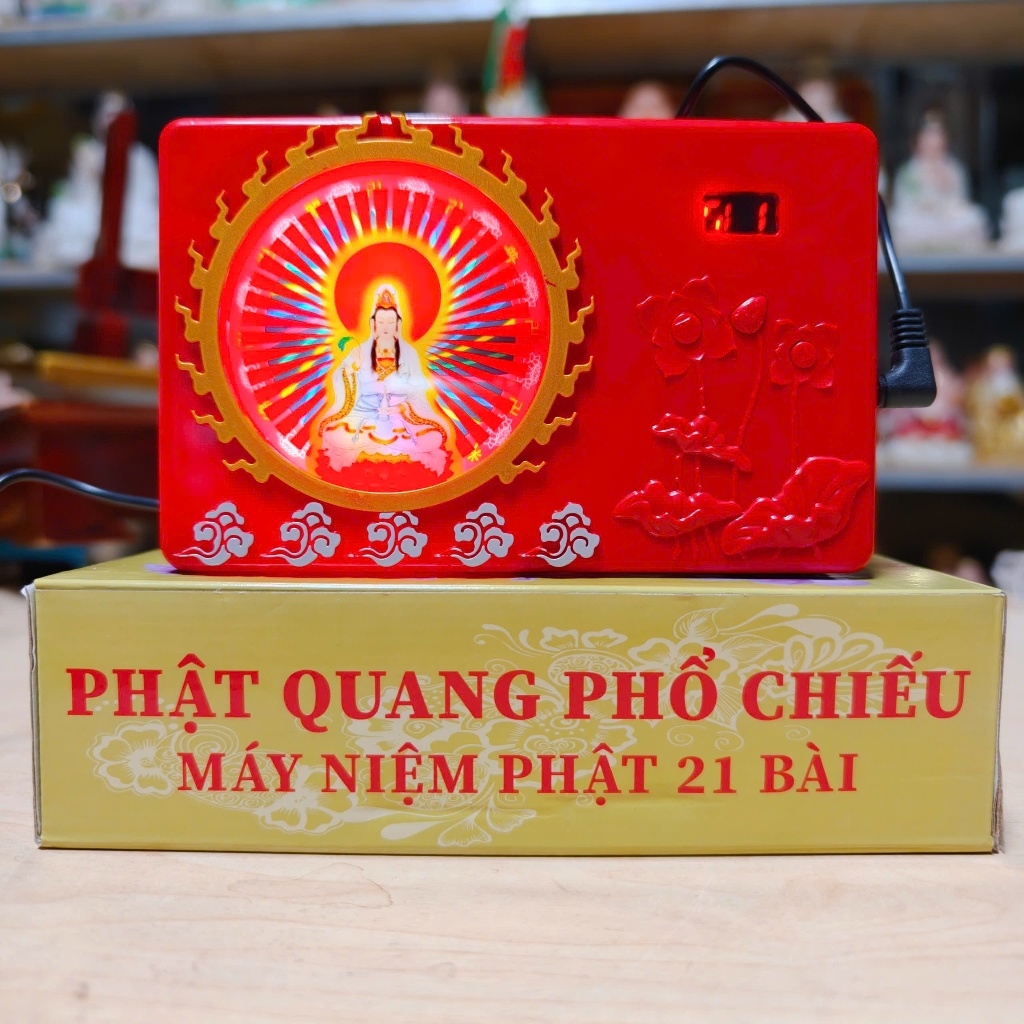 PHẬT QUANG PHỔ CHIẾU
MÁY NIỆM PHẬT 21 BÀI